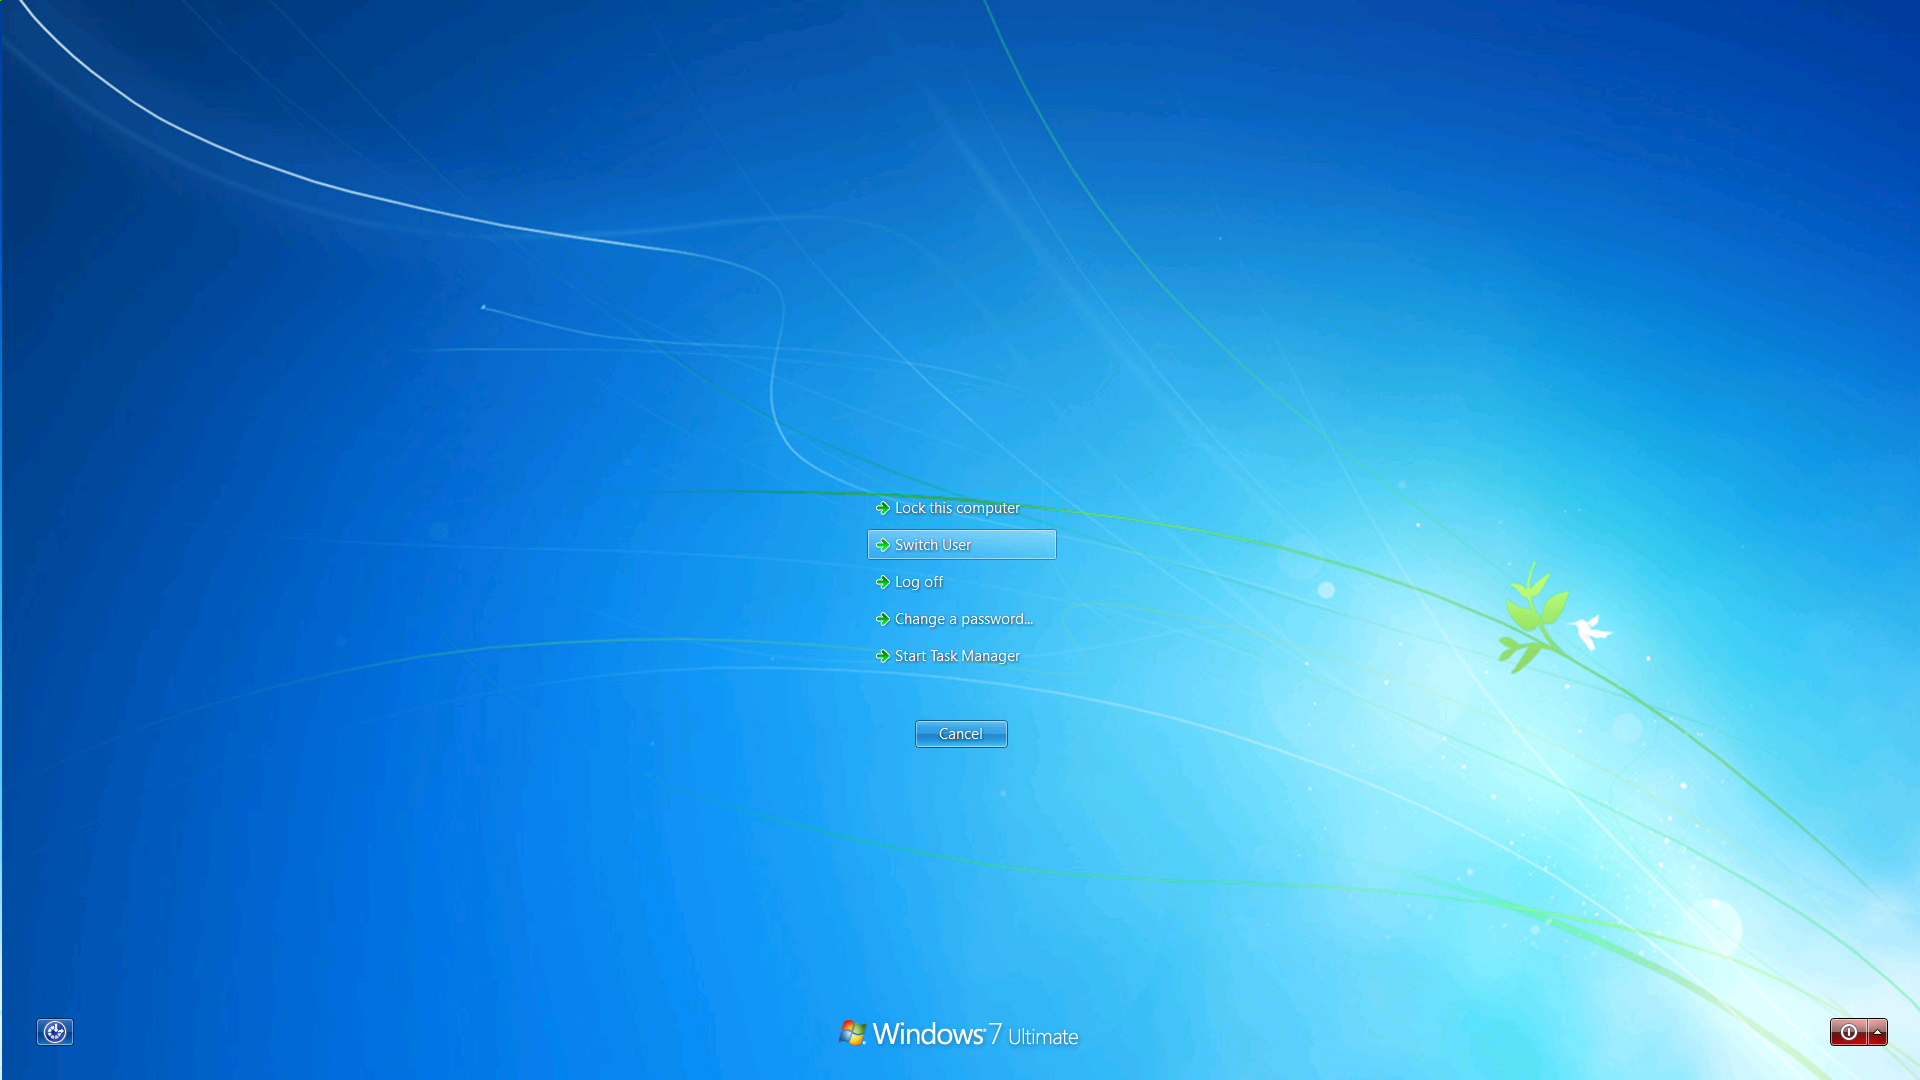 Lock this computer
Switch User
Log off
Change a password...
Start Task Manager
Cancel
Windows 7 Ultimate